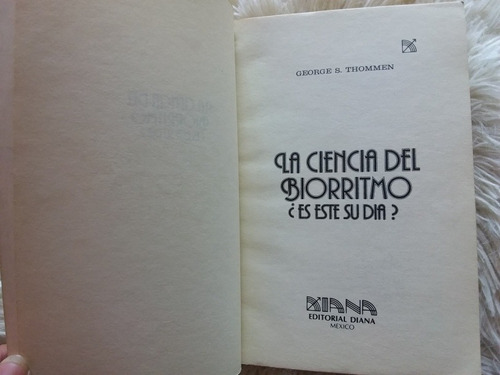 GEORGE S. THOMMEN
LA CIENCIA DEL
BIORRITMO
¿ES ESTE SU DIA?
DIANA
EDITORIAL DIANA
MEXICO